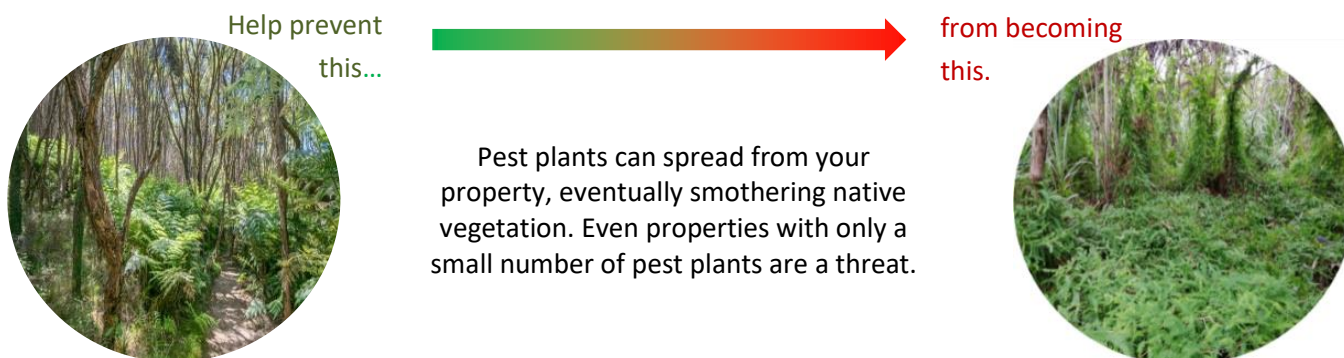 Help prevent
this...
from becoming
this.
Pest plants can spread from your
property, eventually smothering native
vegetation. Even properties with only a
small number of pest plants are a threat.